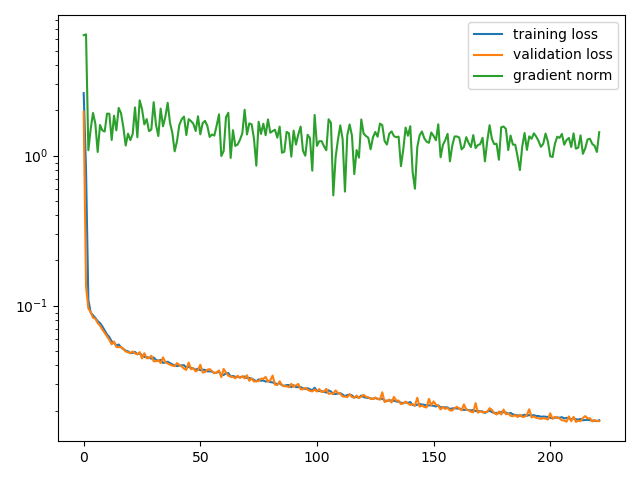 training loss
validation loss
gradient norm
10⁰
10⁻¹
0
50
100
150
200